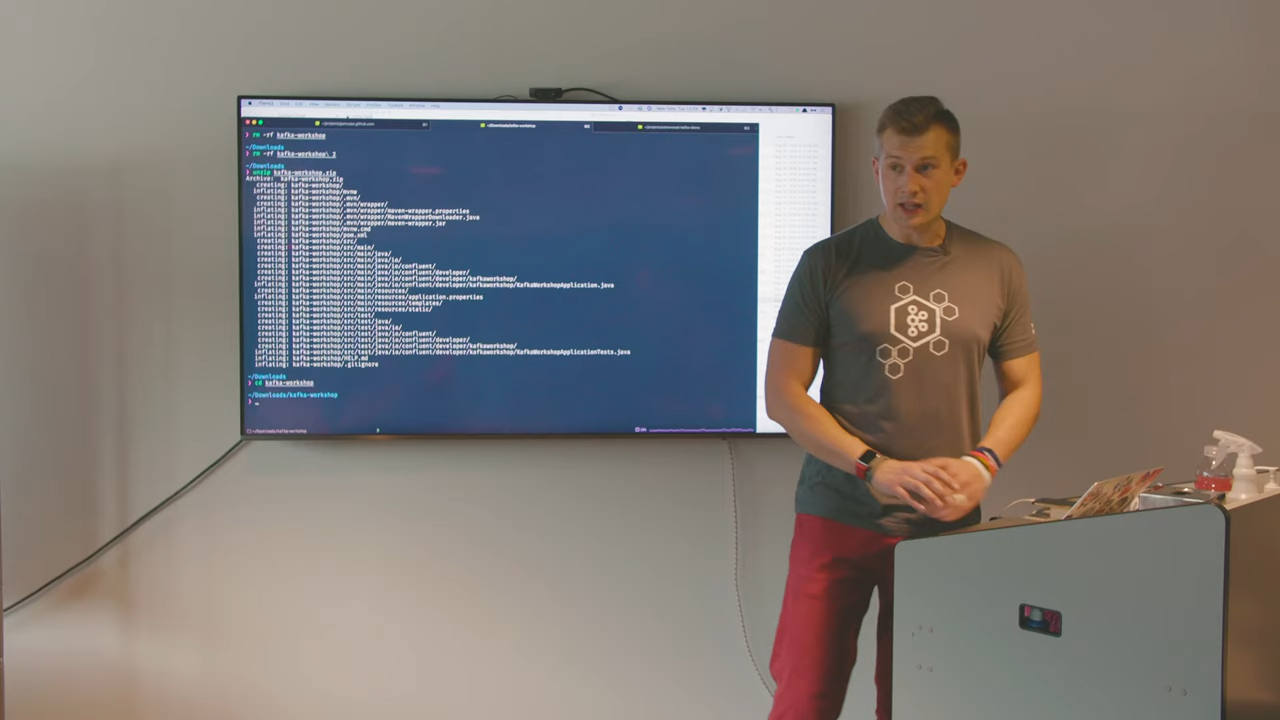 rm -rf kafka-workshop
~/Downloads
rm -rf kafka-workshop\ 2
~/Downloads
unzip kafka-workshop.zip
Archive: kafka-workshop.zip
creating: kafka-workshop/
inflating: kafka-workshop/mvnw
creating: kafka-workshop/.mvn/
creating: kafka-workshop/.mvn/wrapper/
inflating: kafka-workshop/.mvn/wrapper/maven-wrapper.properties
inflating: kafka-workshop/.mvn/wrapper/MavenWrapperDownloader.java
inflating: kafka-workshop/.mvn/wrapper/maven-wrapper.jar
inflating: kafka-workshop/mvnw.cmd
inflating: kafka-workshop/pom.xml
creating: kafka-workshop/src/
creating: kafka-workshop/src/main/
creating: kafka-workshop/src/main/java/
creating: kafka-workshop/src/main/java/io/
creating: kafka-workshop/src/main/java/io/confluent/
creating: kafka-workshop/src/main/java/io/confluent/developer/
creating: kafka-workshop/src/main/java/io/confluent/developer/kafkaworkshop/
inflating: kafka-workshop/src/main/java/io/confluent/developer/kafkaworkshop/KafkaWorkshopApplication.java
creating: kafka-workshop/src/main/resources/
inflating: kafka-workshop/src/main/resources/application.properties
creating: kafka-workshop/src/main/resources/templates/
creating: kafka-workshop/src/main/resources/static/
creating: kafka-workshop/src/test/
creating: kafka-workshop/src/test/java/
creating: kafka-workshop/src/test/java/io/
creating: kafka-workshop/src/test/java/io/confluent/
creating: kafka-workshop/src/test/java/io/confluent/developer/
creating: kafka-workshop/src/test/java/io/confluent/developer/kafkaworkshop/
inflating: kafka-workshop/src/test/java/io/confluent/developer/kafkaworkshop/KafkaWorkshopApplicationTests.java
inflating: kafka-workshop/HELP.md
inflating: kafka-workshop/.gitignore
~/Downloads
cd kafka-workshop
~/Downloads/kafka-workshop